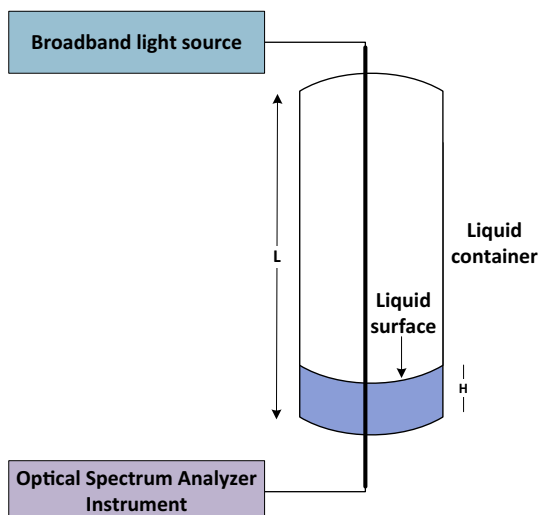 Broadband light source
Liquid
container
L
Liquid
surface
H
Optical Spectrum Analyzer
Instrument